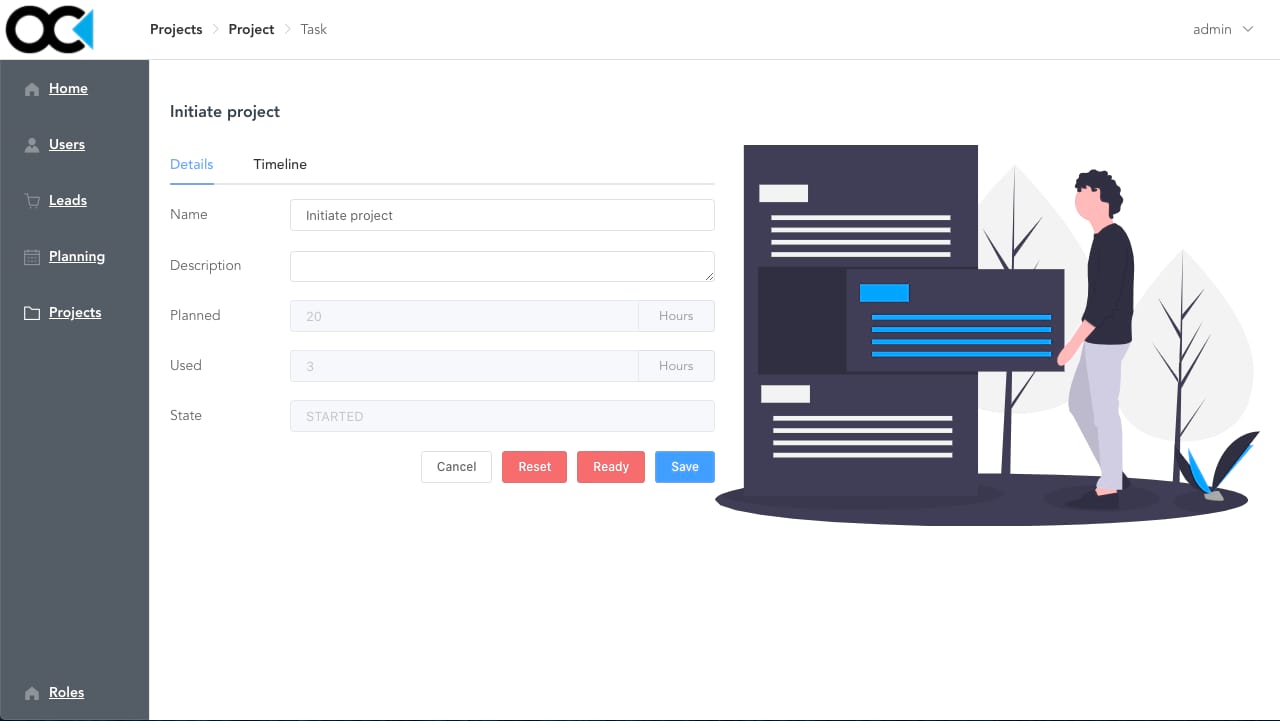 OC
Projects Project Task
admin
Home
Users
Leads
Planning
Projects
Roles
Initiate project
Details Timeline
Name Initiate project
Description
Planned 20 Hours
Used 3 Hours
State STARTED
Cancel Reset Ready Save